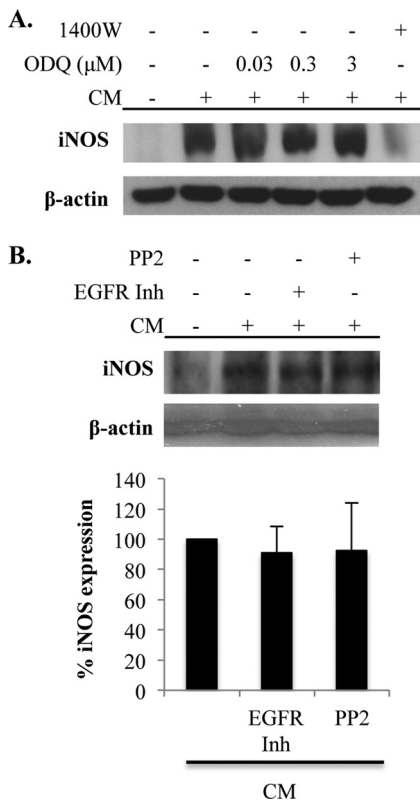 A.
1400W - - - - - +
ODQ (μM) - - 0.03 0.3 3 -
CM - + + + + +
iNOS
β-actin
B.
PP2 - - - +
EGFR Inh - - + -
CM - + + +
iNOS
β-actin
% iNOS expression
140
120
100
80
60
40
20
0
EGFR Inh
PP2
CM